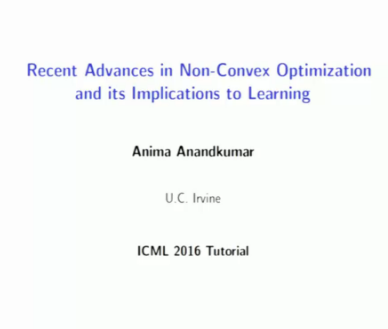 Recent Advances in Non-Convex Optimization
and its Implications to Learning
Anima Anandkumar
U.C. Irvine
ICML 2016 Tutorial